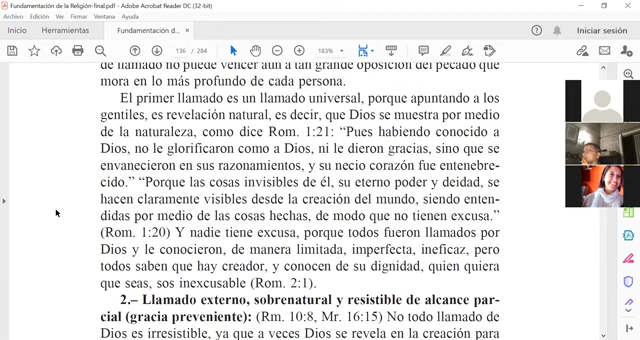 Fundamentación de la Religión-final.pdf - Adobe Acrobat Reader DC (32-bit)
Archivo Edición Ver Firmar Ventana Ayuda
Inicio Herramientas Fundamentación d... × Iniciar sesión
136 / 284 183%
de llamado no puede vencer aun a tan grande oposición del pecado que
mora en lo más profundo de cada persona.
El primer llamado es un llamado universal, porque apuntando a los
gentiles, es revelación natural, es decir, que Dios se muestra por medio
de la naturaleza, como dice Rom. 1:21: “Pues habiendo conocido a
Dios, no le glorificaron como a Dios, ni le dieron gracias, sino que se
envanecieron en sus razonamientos, y su necio corazón fue entenebre-
cido.” “Porque las cosas invisibles de él, su eterno poder y deidad, se
hacen claramente visibles desde la creación del mundo, siendo enten-
didas por medio de las cosas hechas, de modo que no tienen excusa.”
(Rom. 1:20) Y nadie tiene excusa, porque todos fueron llamados por
Dios y le conocieron, de manera limitada, imperfecta, ineficaz, pero
todos saben que hay creador, y conocen de su dignidad, quien quiera
que seas, sos inexcusable (Rom. 2:1).
2.– Llamado externo, sobrenatural y resistible de alcance par-
cial (gracia preveniente): (Rm. 10:8, Mr. 16:15) No todo llamado de
Dios es irresistible, ya que a veces Dios se revela en la creación para